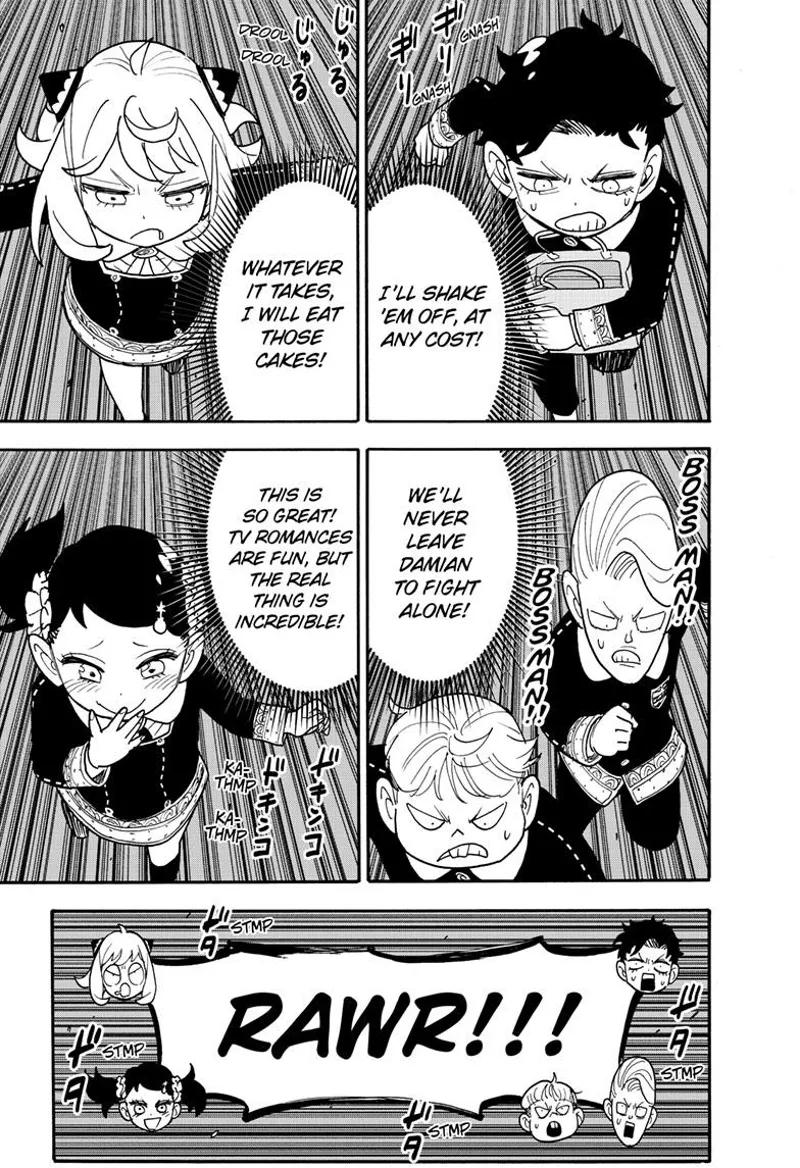 ギリ
ギリ
GNASH
GNASH
I'LL SHAKE
'EM OFF, AT
ANY COST!
じゅる
じゅる
DROOL
DROOL
WHATEVER
IT TAKES,
I WILL EAT
THOSE
CAKES!
BOSS MAN!!
BOSS MAN!!
WE'LL
NEVER
LEAVE
DAMIAN
TO FIGHT
ALONE!
THIS IS
SO GREAT!
TV ROMANCES
ARE FUN, BUT
THE REAL
THING IS
INCREDIBLE!
ドキンコ
ドキンコ
KA-
THMP
KA-
THMP
ドタ
STMP
RAWR!!!
ドタ
STMP
ドタ
STMP
ドタ
STMP